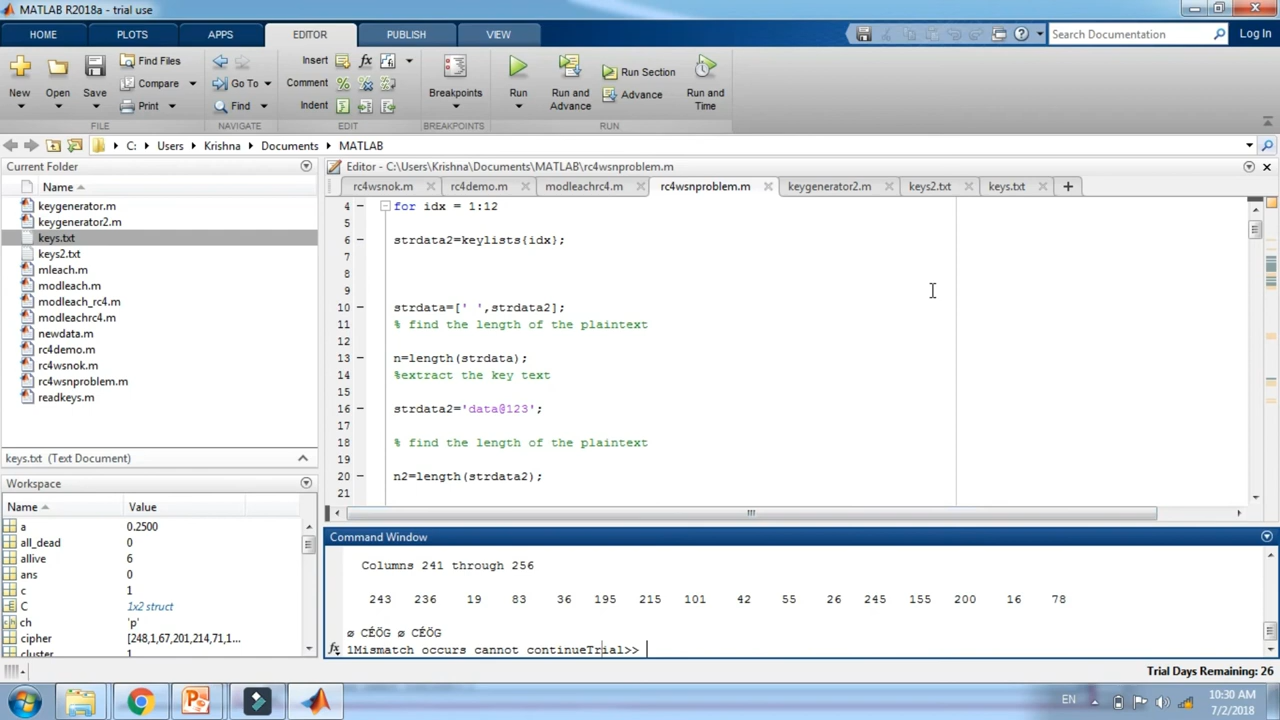 MATLAB R2018a - trial use
HOME PLOTS APPS EDITOR PUBLISH VIEW Search Documentation Log In
Find Files Insert fx Run Section
Compare Go To Comment
New Open Save Breakpoints Run Run and Advance Advance Run and Time
Print Find Indent
FILE NAVIGATE EDIT BREAKPOINTS RUN
C: Users Krishna Documents MATLAB
Current Folder
Name
keygenerator.m
keygenerator2.m
keys.txt
keys2.txt
mleach.m
modleach.m
modleach_rc4.m
modleachrc4.m
newdata.m
rc4demo.m
rc4wsnok.m
rc4wsnproblem.m
readkeys.m
keys.txt (Text Document)
Workspace
Name Value
a 0.2500
all_dead 0
allive 6
ans 0
c 1
C 1x2 struct
ch 'p'
cipher [248,1,67,201,214,71,1...
cluster 1
Editor - C:\Users\Krishna\Documents\MATLAB\rc4wsnproblem.m
rc4wsnok.m rc4demo.m modleachrc4.m rc4wsnproblem.m keygenerator2.m keys2.txt keys.txt
4 for idx = 1:12
5
6 strdata2=keylists{idx};
7
8
9
10 strdata=[' ',strdata2];
11 % find the length of the plaintext
12
13 n=length(strdata);
14 %extract the key text
15
16 strdata2='data@123';
17
18 % find the length of the plaintext
19
20 n2=length(strdata2);
21
Command Window
Columns 241 through 256
243 236 19 83 36 195 215 101 42 55 26 245 155 200 16 78
ø CÉÖG ø CÉÖG
fx 1Mismatch occurs cannot continueTrial>>
Trial Days Remaining: 26
EN 10:30 AM
7/2/2018